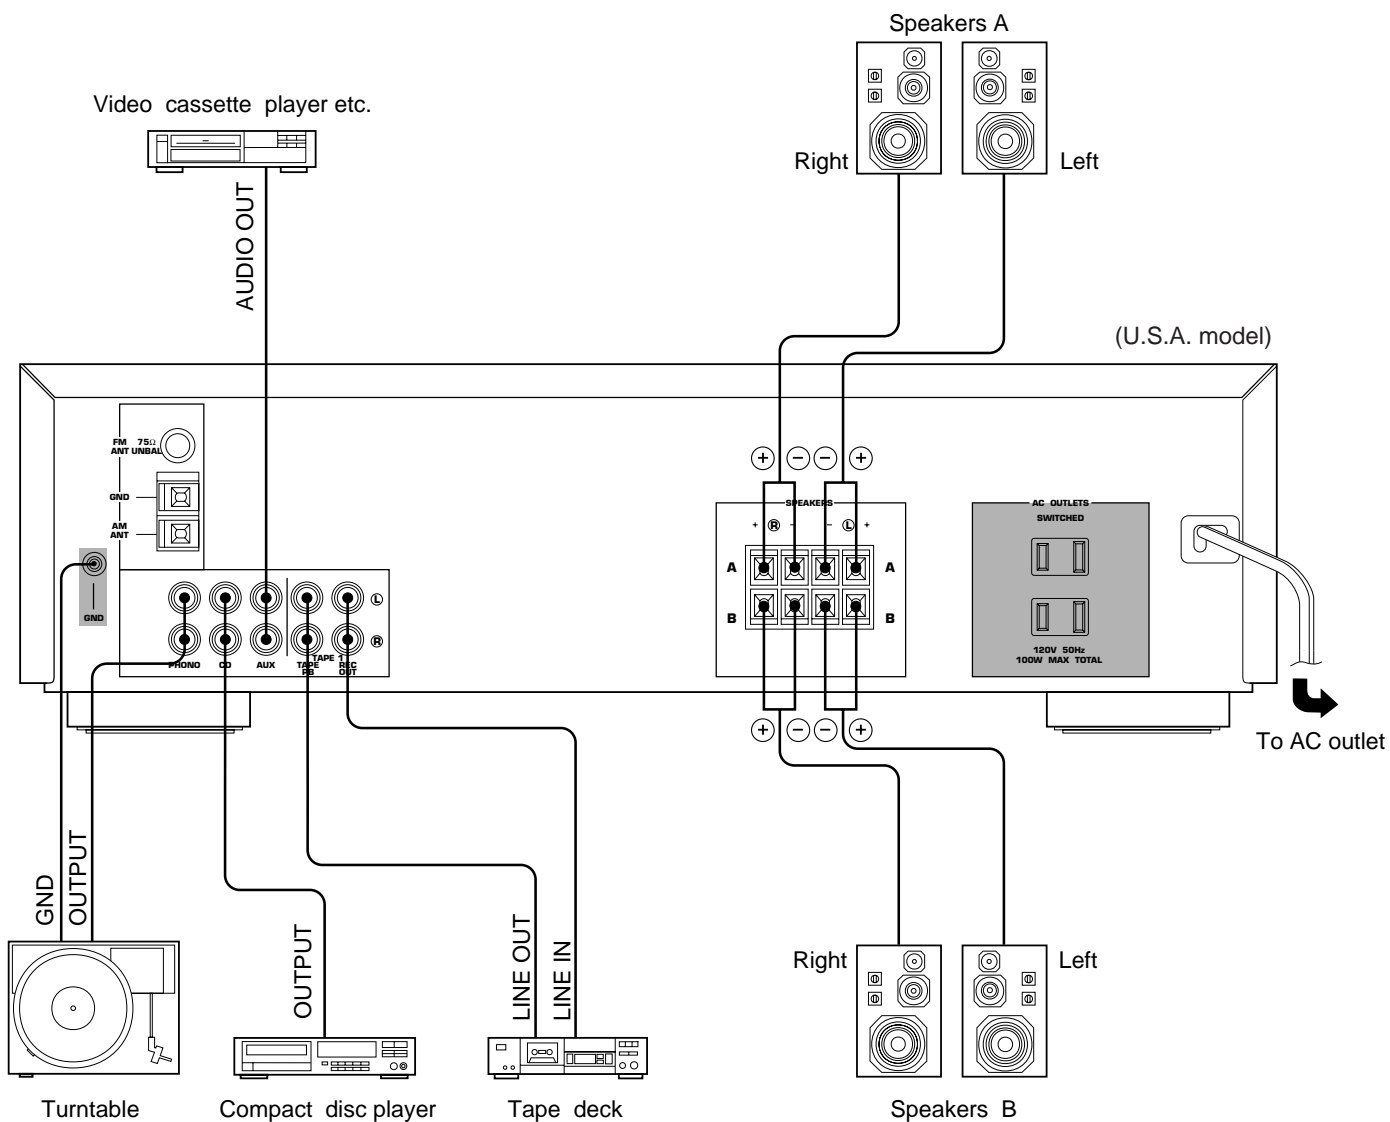 Speakers A
Video cassette player etc.
Right
Left
AUDIO OUT
(U.S.A. model)
FM 75Ω
ANT UNBAL
GND
AM
ANT
GND
L
R
PHONO
CD
AUX
TAPE 1
TAPE
PB
REC
OUT
+ − − +
SPEAKERS
+ R − − L +
A A
B B
+ − − +
AC OUTLETS
SWITCHED
120V 50Hz
100W MAX TOTAL
To AC outlet
GND
OUTPUT
OUTPUT
LINE OUT
LINE IN
Right
Left
Turntable
Compact disc player
Tape deck
Speakers B